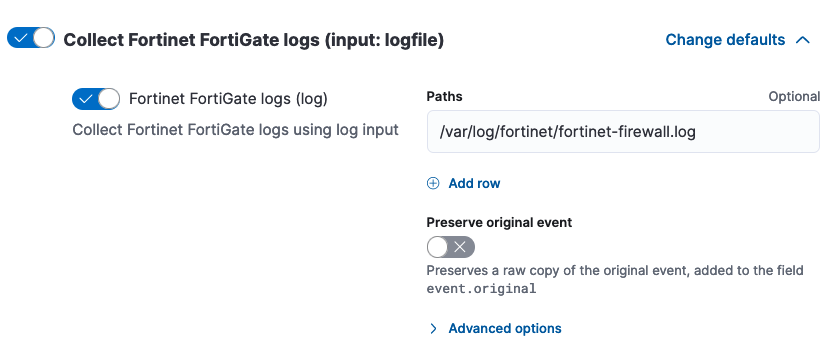 Collect Fortinet FortiGate logs (input: logfile)
Change defaults
Fortinet FortiGate logs (log)
Collect Fortinet FortiGate logs using log input
Paths
Optional
/var/log/fortinet/fortinet-firewall.log
Add row
Preserve original event
Preserves a raw copy of the original event, added to the field
event.original
Advanced options